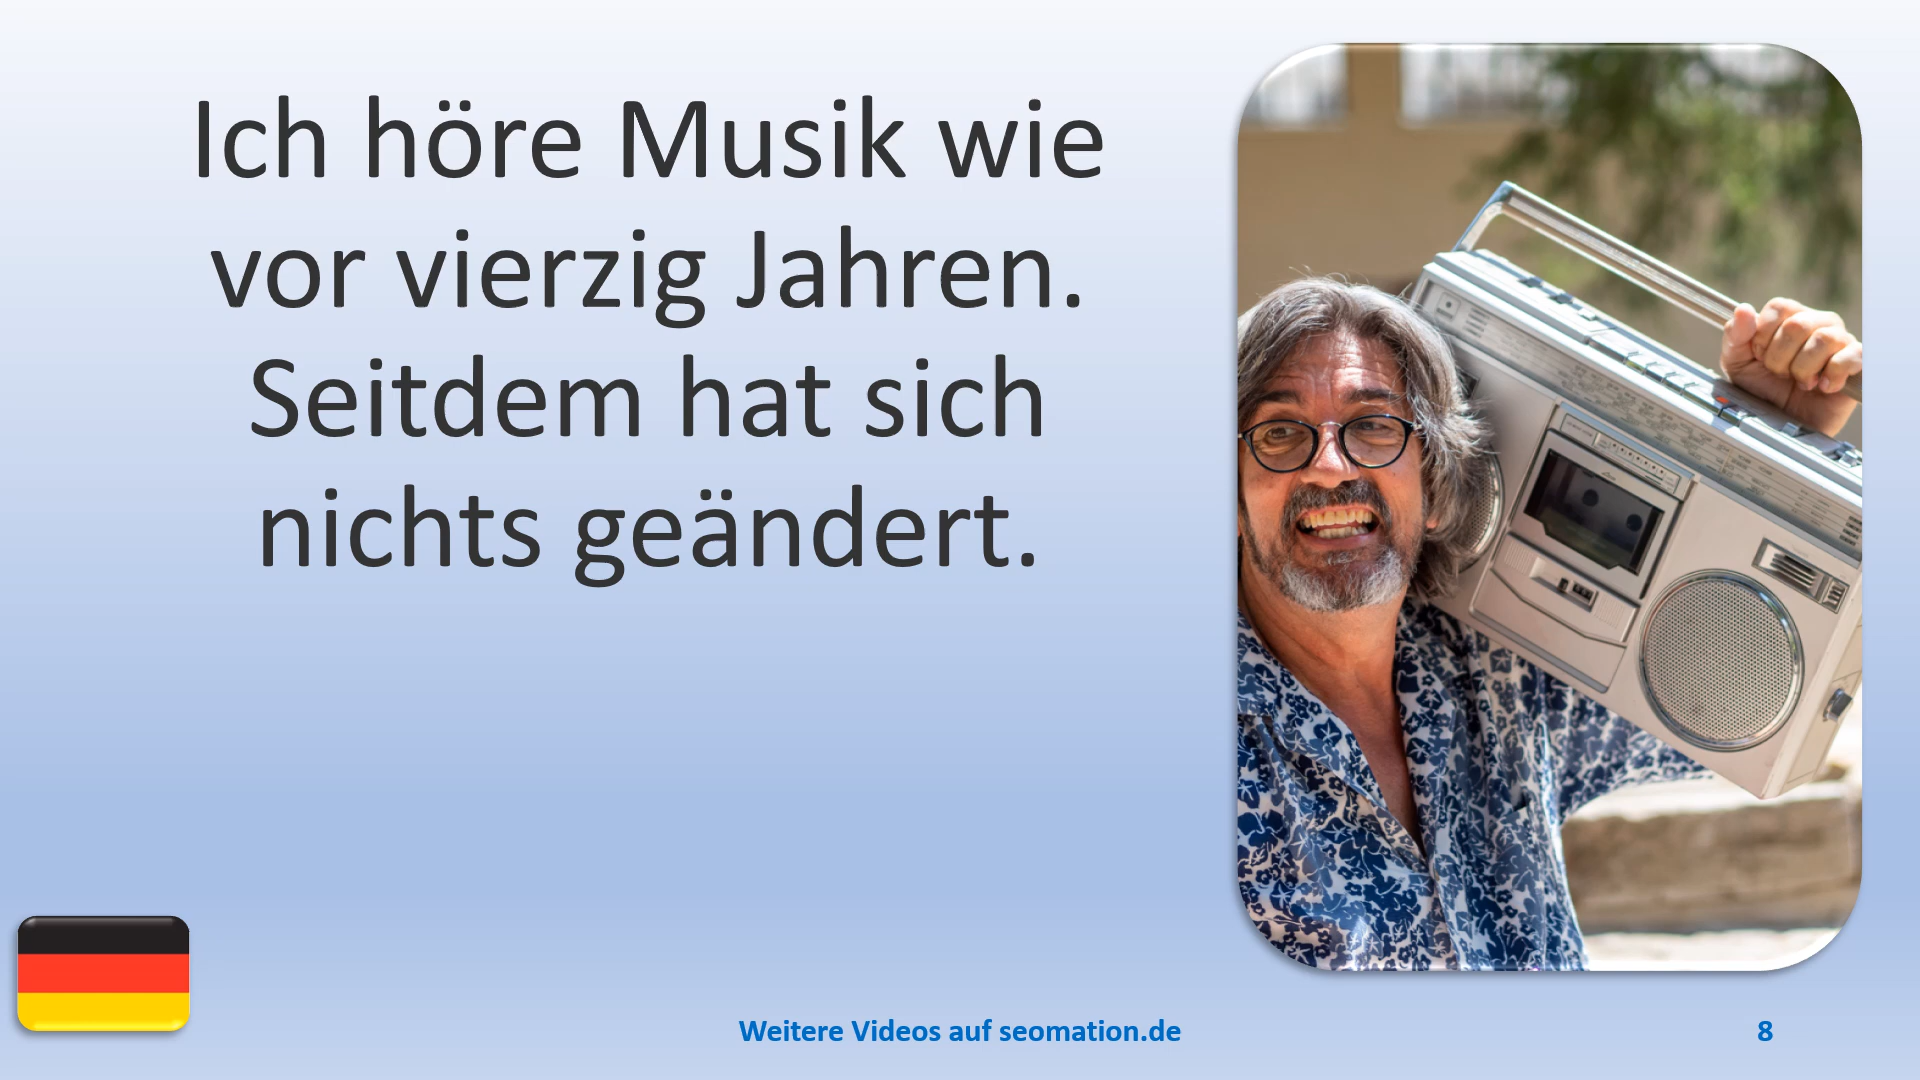 Ich höre Musik wie
vor vierzig Jahren.
Seitdem hat sich
nichts geändert.
Weitere Videos auf seomation.de
8